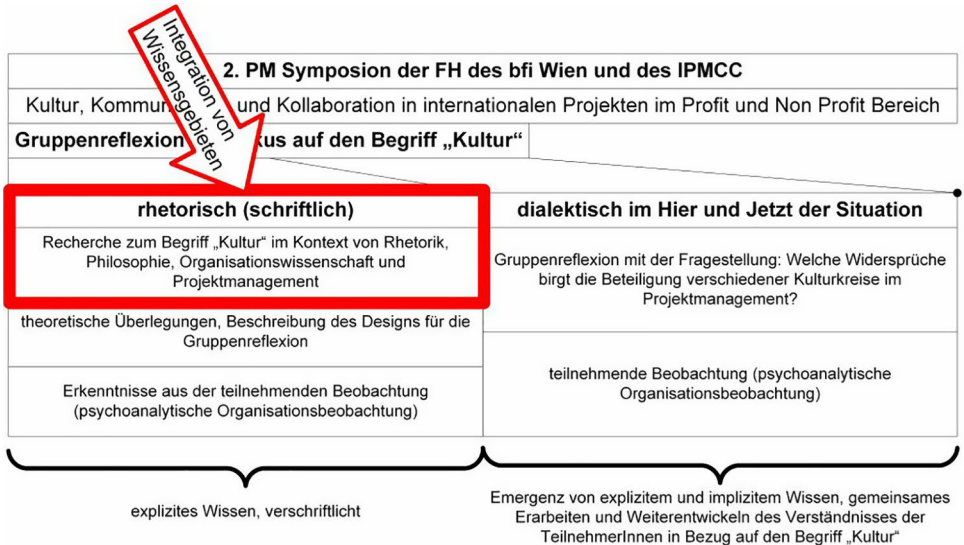 Integration von
Wissensgebieten
2. PM Symposion der FH des bfi Wien und des IPMCC
Kultur, Kommun und Kollaboration in internationalen Projekten im Profit und Non Profit Bereich
Gruppenreflexion kus auf den Begriff „Kultur“
rhetorisch (schriftlich)
Recherche zum Begriff „Kultur“ im Kontext von Rhetorik,
Philosophie, Organisationswissenschaft und
Projektmanagement
theoretische Überlegungen, Beschreibung des Designs für die
Gruppenreflexion
Erkenntnisse aus der teilnehmenden Beobachtung
(psychoanalytische Organisationsbeobachtung)
explizites Wissen, verschriftlicht
dialektisch im Hier und Jetzt der Situation
Gruppenreflexion mit der Fragestellung: Welche Widersprüche
birgt die Beteiligung verschiedener Kulturkreise im
Projektmanagement?
teilnehmende Beobachtung (psychoanalytische
Organisationsbeobachtung)
Emergenz von explizitem und implizitem Wissen, gemeinsames
Erarbeiten und Weiterentwickeln des Verständnisses der
TeilnehmerInnen in Bezug auf den Begriff „Kultur“